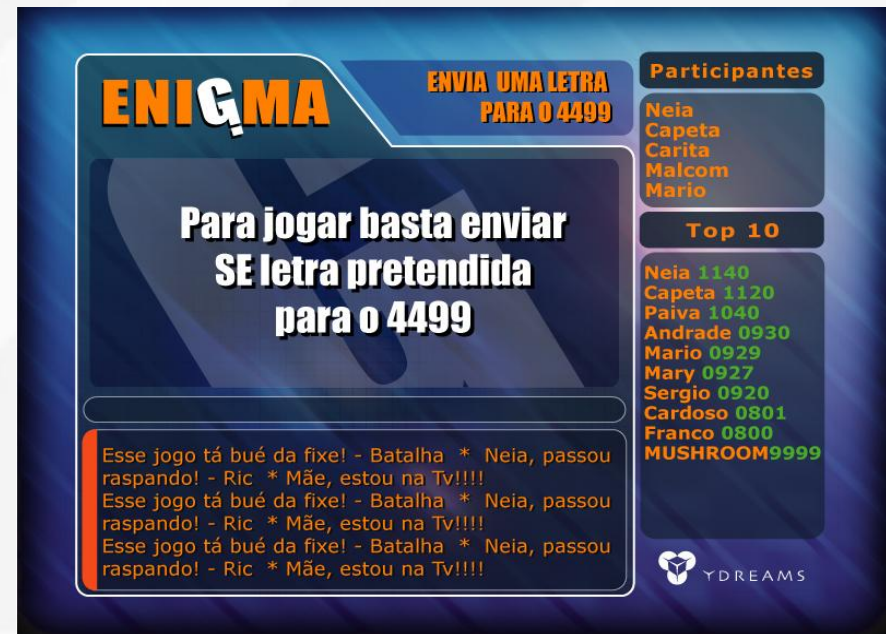 ENIGMA
ENVIA UMA LETRA
PARA O 4499
Para jogar basta enviar
SE letra pretendida
para o 4499
Esse jogo tá bué da fixe! - Batalha * Neia, passou
raspando! - Ric * Mãe, estou na Tv!!!!
Esse jogo tá bué da fixe! - Batalha * Neia, passou
raspando! - Ric * Mãe, estou na Tv!!!!
Esse jogo tá bué da fixe! - Batalha * Neia, passou
raspando! - Ric * Mãe, estou na Tv!!!!
Participantes
Neia
Capeta
Carita
Malcom
Mario
Top 10
Neia 1140
Capeta 1120
Paiva 1040
Andrade 0930
Mario 0929
Mary 0927
Sergio 0920
Cardoso 0801
Franco 0800
MUSHROOM9999
YDREAMS